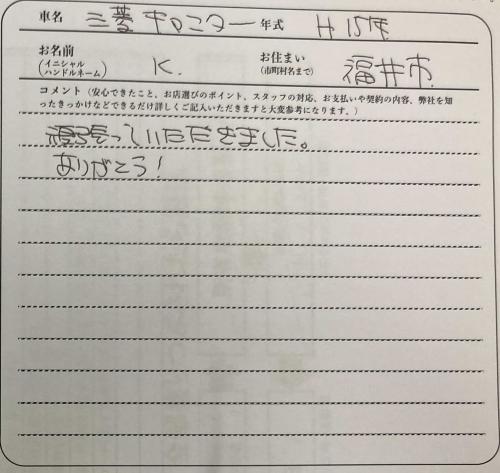 車名 三菱 キャンター 年式 H15年
お名前 (イニシャル ハンドルネーム) K. お住まい (市町村名まで) 福井市.
コメント（安心できたこと、お店選びのポイント、スタッフの対応、お支払いや契約の内容、弊社を知
ったきっかけなどできるだけ詳しくご記入いただきますと大変参考になります。）
頑張っていただきました。
ありがとう！